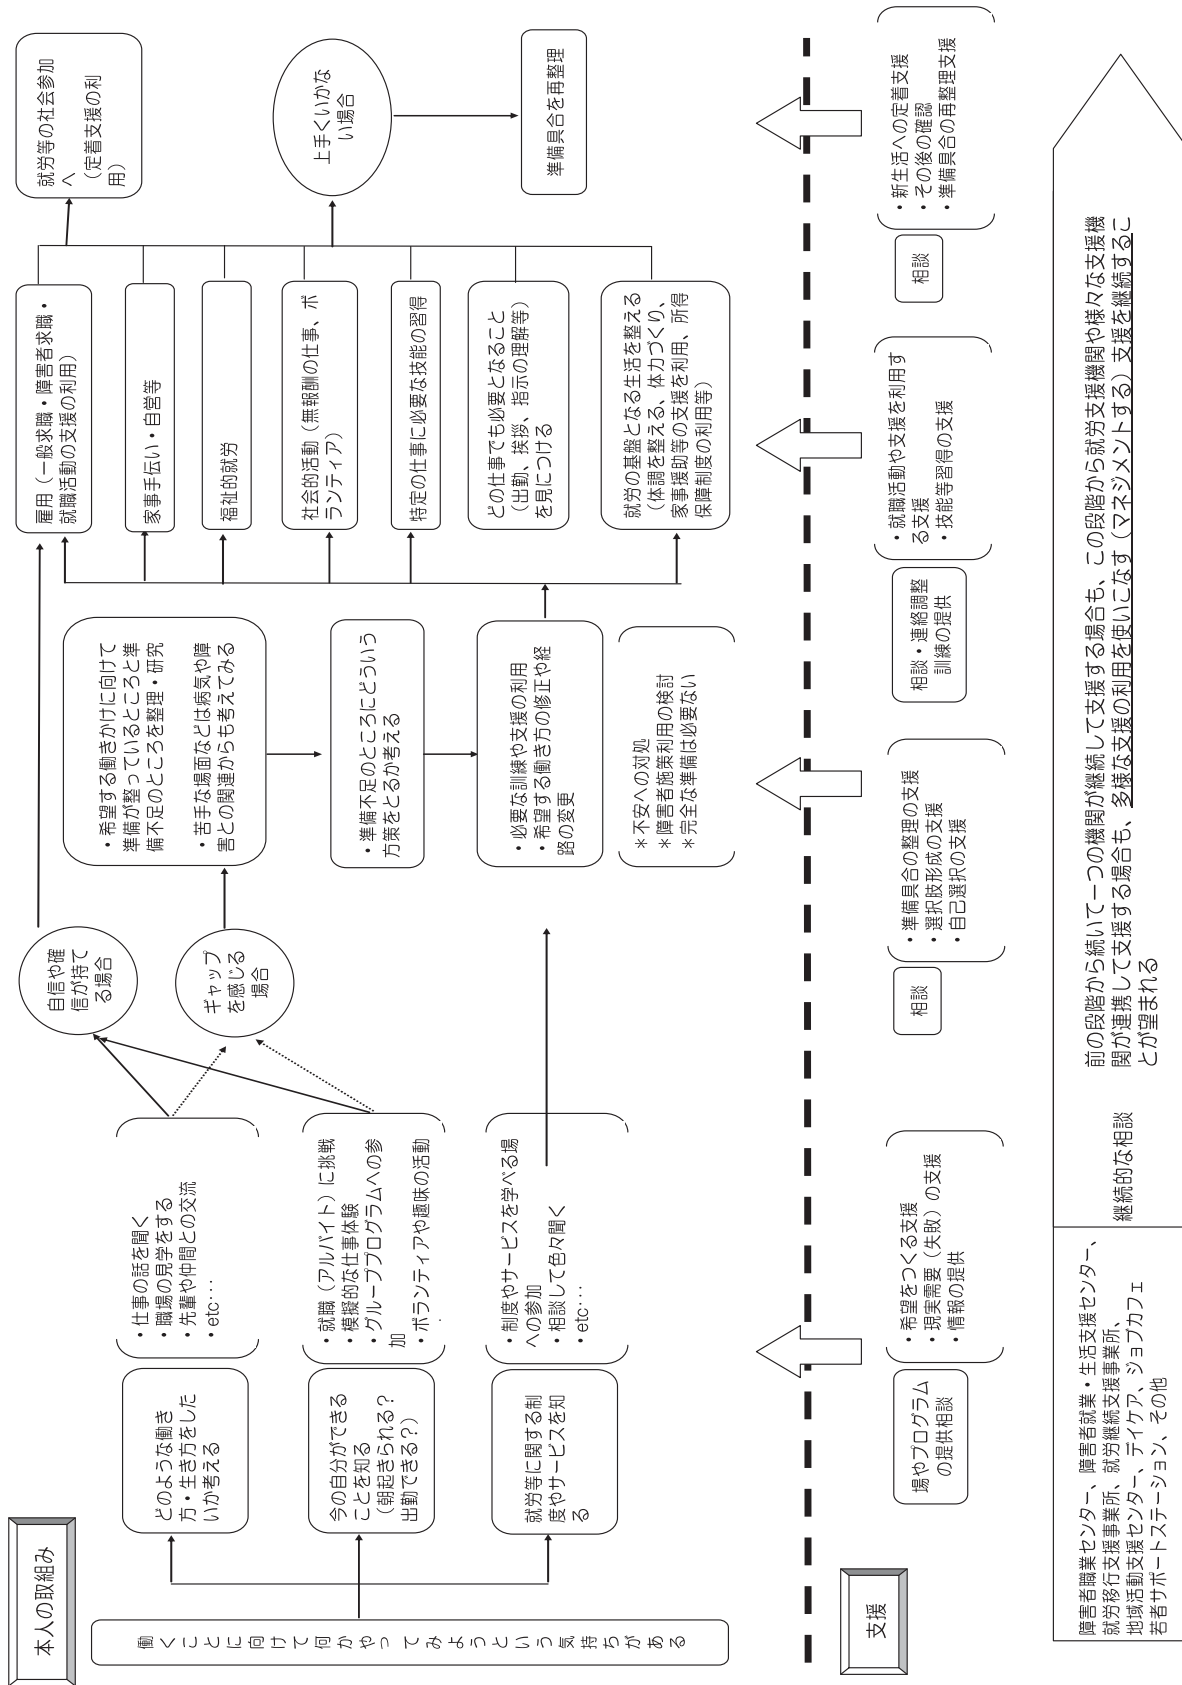 本人の取組み
働くことに向けて何かやってみようという気持ちがある
どのような働き
方・生き方をした
いか考える
・仕事の話を聞く
・職場の見学をする
・先輩や仲間との交流
・etc…
今の自分ができる
ことを知る
（朝起きられる？
出勤できる？）
・就職（アルバイト）に挑戦
・模擬的な仕事体験
・グループプログラムへの参
加
・ボランティアや趣味の活動
就労等に関する制
度やサービスを知
る
・制度やサービスを学べる場
への参加
・相談して色々聞く
・etc…
自信や確
信が持て
る場合
ギャップ
を感じる
場合
・希望する働きかけに向けて
準備が整っているところと準
備不足のところを整理・研究
・苦手な場面などは病気や障
害との関連からも考えてみる
・準備不足のところにどういう
方策をとるか考える
・必要な訓練や支援の利用
・希望する働き方の修正や経
路の変更
＊不安への対処
＊障害者施策利用の検討
＊完全な準備は必要ない
雇用（一般求職・障害者求職・
就職活動の支援の利用）
家事手伝い・自営等
福祉的就労
社会的活動（無報酬の仕事、ボ
ランティア）
特定の仕事に必要な技能の習得
どの仕事でも必要となること
（出勤、挨拶、指示の理解等）
を見につける
就労の基盤となる生活を整える
（体調を整える、体力づくり、
家事援助等の支援を利用、所得
保障制度の利用等）
就労等の社会参加
へ
（定着支援の利
用）
上手くいかな
い場合
準備具合を再整理
支援
場やプログラム
の提供相談
・希望をつくる支援
・現実需要（失敗）の支援
・情報の提供
相談
・準備具合の整理の支援
・選択肢形成の支援
・自己選択の支援
相談・連絡調整
訓練の提供
・就職活動や支援を利用す
る支援
・技能等習得の支援
相談
・新生活への定着支援
・その後の確認
・準備具合の再整理支援
障害者職業センター、障害者就業・生活支援センター、
就労移行支援事業所、就労継続支援事業所、
地域活動支援センター、デイケア、ジョブカフェ
若者サポートステーション、その他
継続的な相談
前の段階から続いて一つの機関が継続して支援する場合も、この段階から就労支援機関や様々な支援機
関が連携して支援する場合も、多様な支援の利用を使いこなす（マネジメントする）支援を継続するこ
とが望まれる